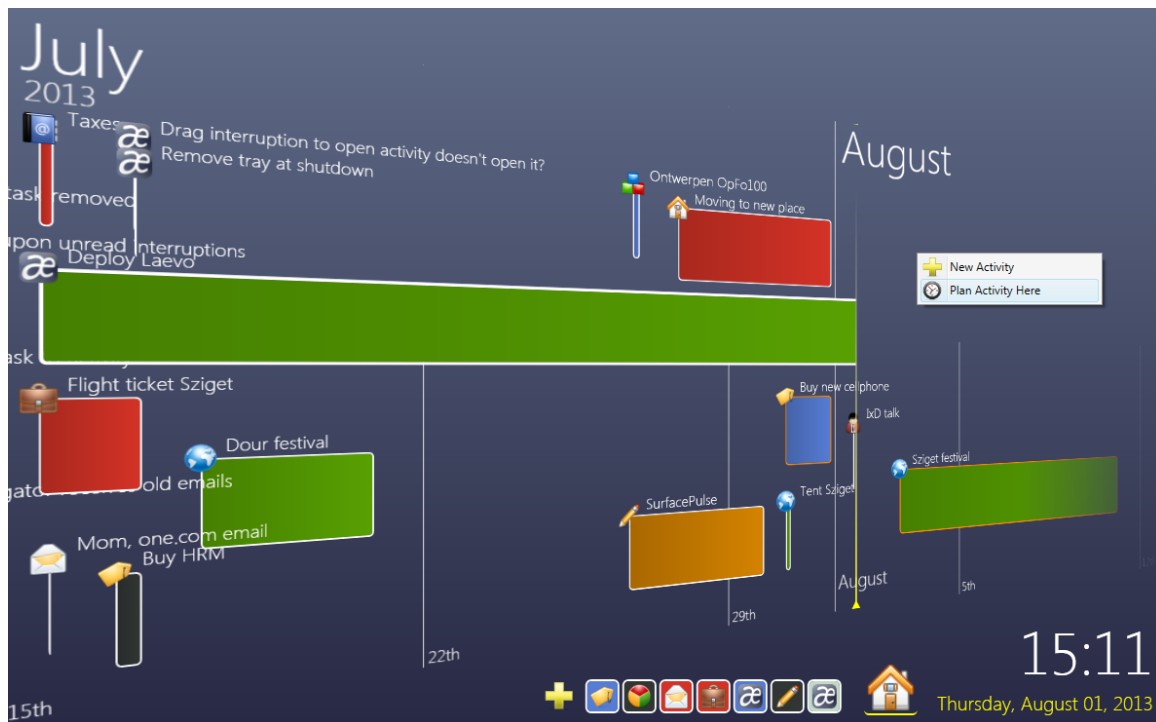 July
2013
Taxes
Drag interruption to open activity doesn't open it?
Remove tray at shutdown
August
task removed
Ontwerpen OpFo100
Moving to new place
upon unread interruptions
Deploy Laevo
New Activity
Plan Activity Here
ask
Flight ticket Sziget
Buy new cellphone
IxD talk
Dour festival
Sziget festival
old emails
Tent Sziget
SurfacePulse
Mom, one.com email
Buy HRM
August
5th
29th
22th
15th
15:11
Thursday, August 01, 2013